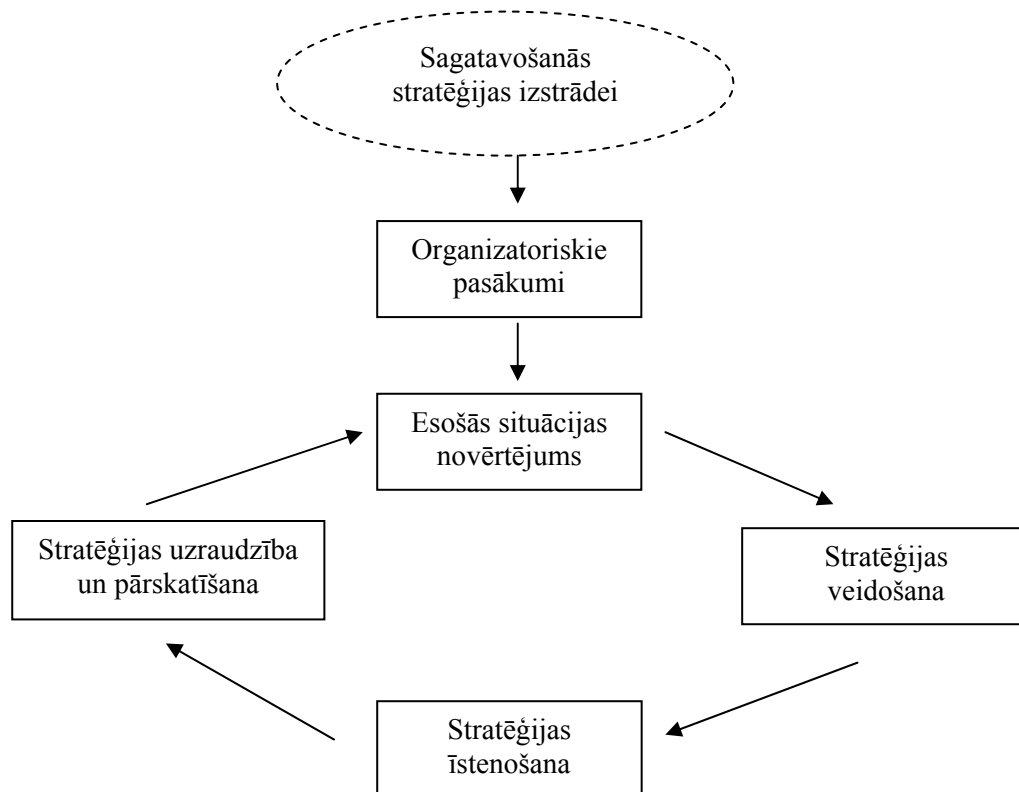 Sagatavošanās
stratēģijas izstrādei
Organizatoriskie
pasākumi
Esošās situācijas
novērtējums
Stratēģijas uzraudzība
un pārskatīšana
Stratēģijas
veidošana
Stratēģijas
īstenošana